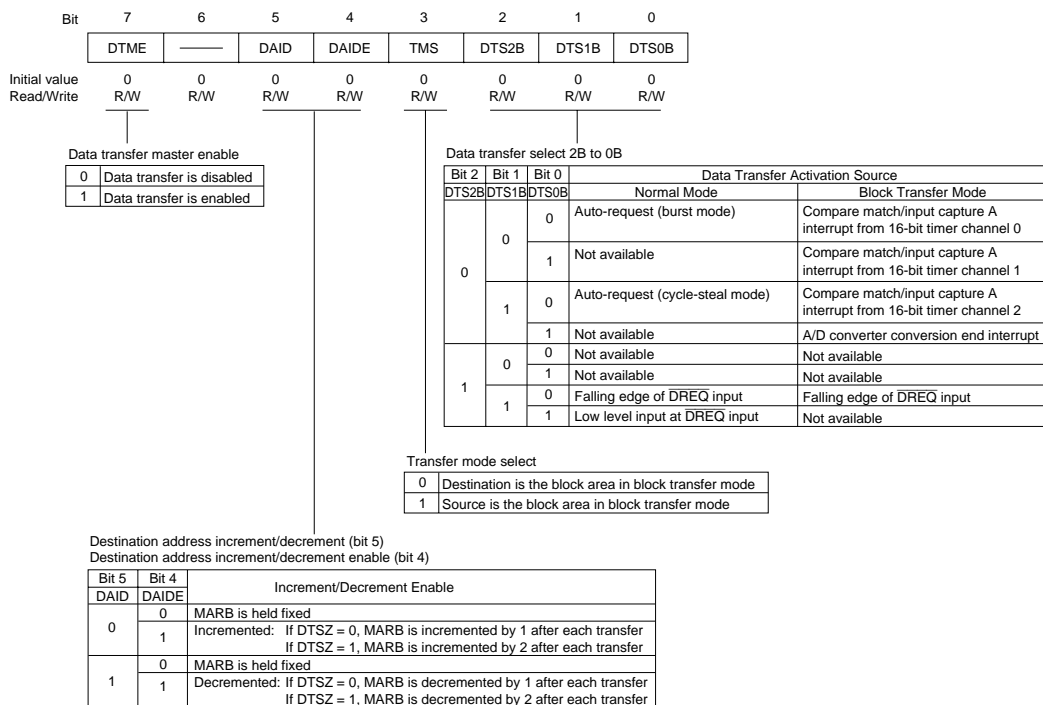 Bit 7 6 5 4 3 2 1 0
DTME —— DAID DAIDE TMS DTS2B DTS1B DTS0B
Initial value 0 0 0 0 0 0 0 0
Read/Write R/W R/W R/W R/W R/W R/W R/W R/W
Data transfer master enable
0 Data transfer is disabled
1 Data transfer is enabled
Data transfer select 2B to 0B
Bit 2 Bit 1 Bit 0 Data Transfer Activation Source
DTS2B DTS1B DTS0B Normal Mode Block Transfer Mode
0 0 0 Auto-request (burst mode) Compare match/input capture A
interrupt from 16-bit timer channel 0
1 Not available Compare match/input capture A
interrupt from 16-bit timer channel 1
1 0 Auto-request (cycle-steal mode) Compare match/input capture A
interrupt from 16-bit timer channel 2
1 Not available A/D converter conversion end interrupt
1 0 0 Not available Not available
1 Not available Not available
1 0 Falling edge of DREQ input Falling edge of DREQ input
1 Low level input at DREQ input Not available
Transfer mode select
0 Destination is the block area in block transfer mode
1 Source is the block area in block transfer mode
Destination address increment/decrement (bit 5)
Destination address increment/decrement enable (bit 4)
Bit 5 Bit 4 Increment/Decrement Enable
DAID DAIDE
0 0 MARB is held fixed
1 Incremented: If DTSZ = 0, MARB is incremented by 1 after each transfer
If DTSZ = 1, MARB is incremented by 2 after each transfer
1 0 MARB is held fixed
1 Decremented: If DTSZ = 0, MARB is decremented by 1 after each transfer
If DTSZ = 1, MARB is decremented by 2 after each transfer